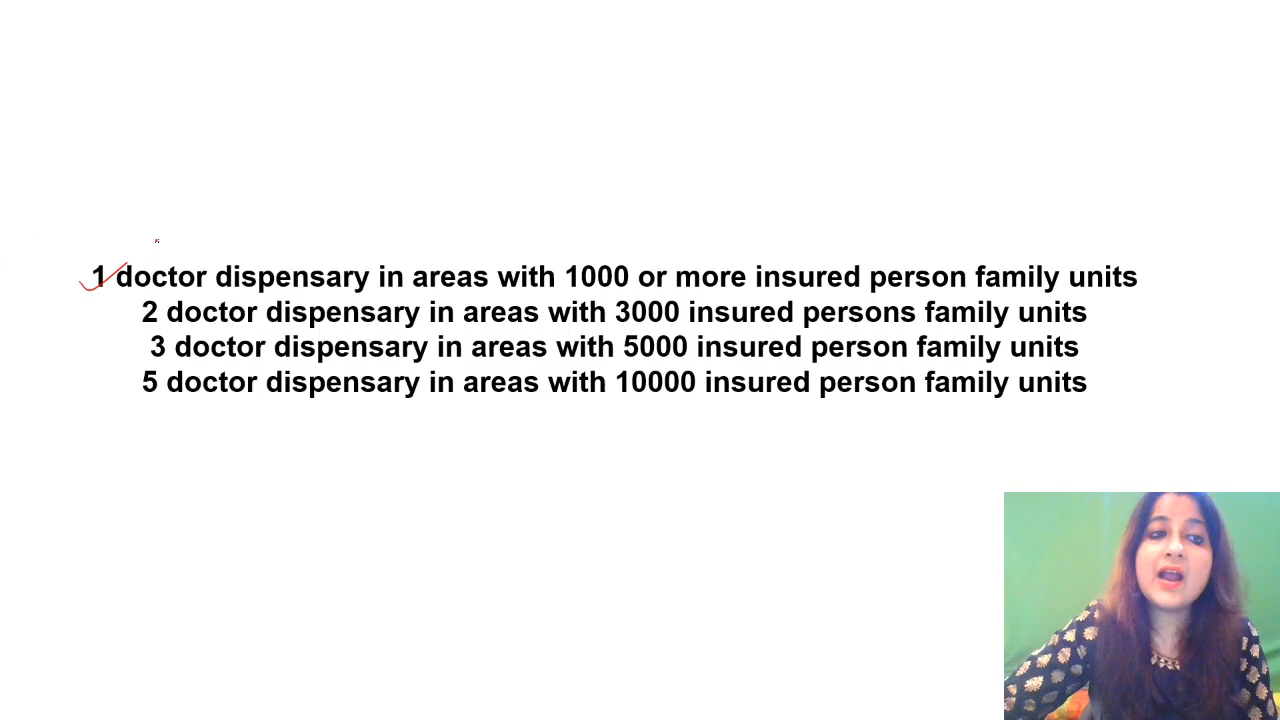 1 doctor dispensary in areas with 1000 or more insured person family units
2 doctor dispensary in areas with 3000 insured persons family units
3 doctor dispensary in areas with 5000 insured person family units
5 doctor dispensary in areas with 10000 insured person family units